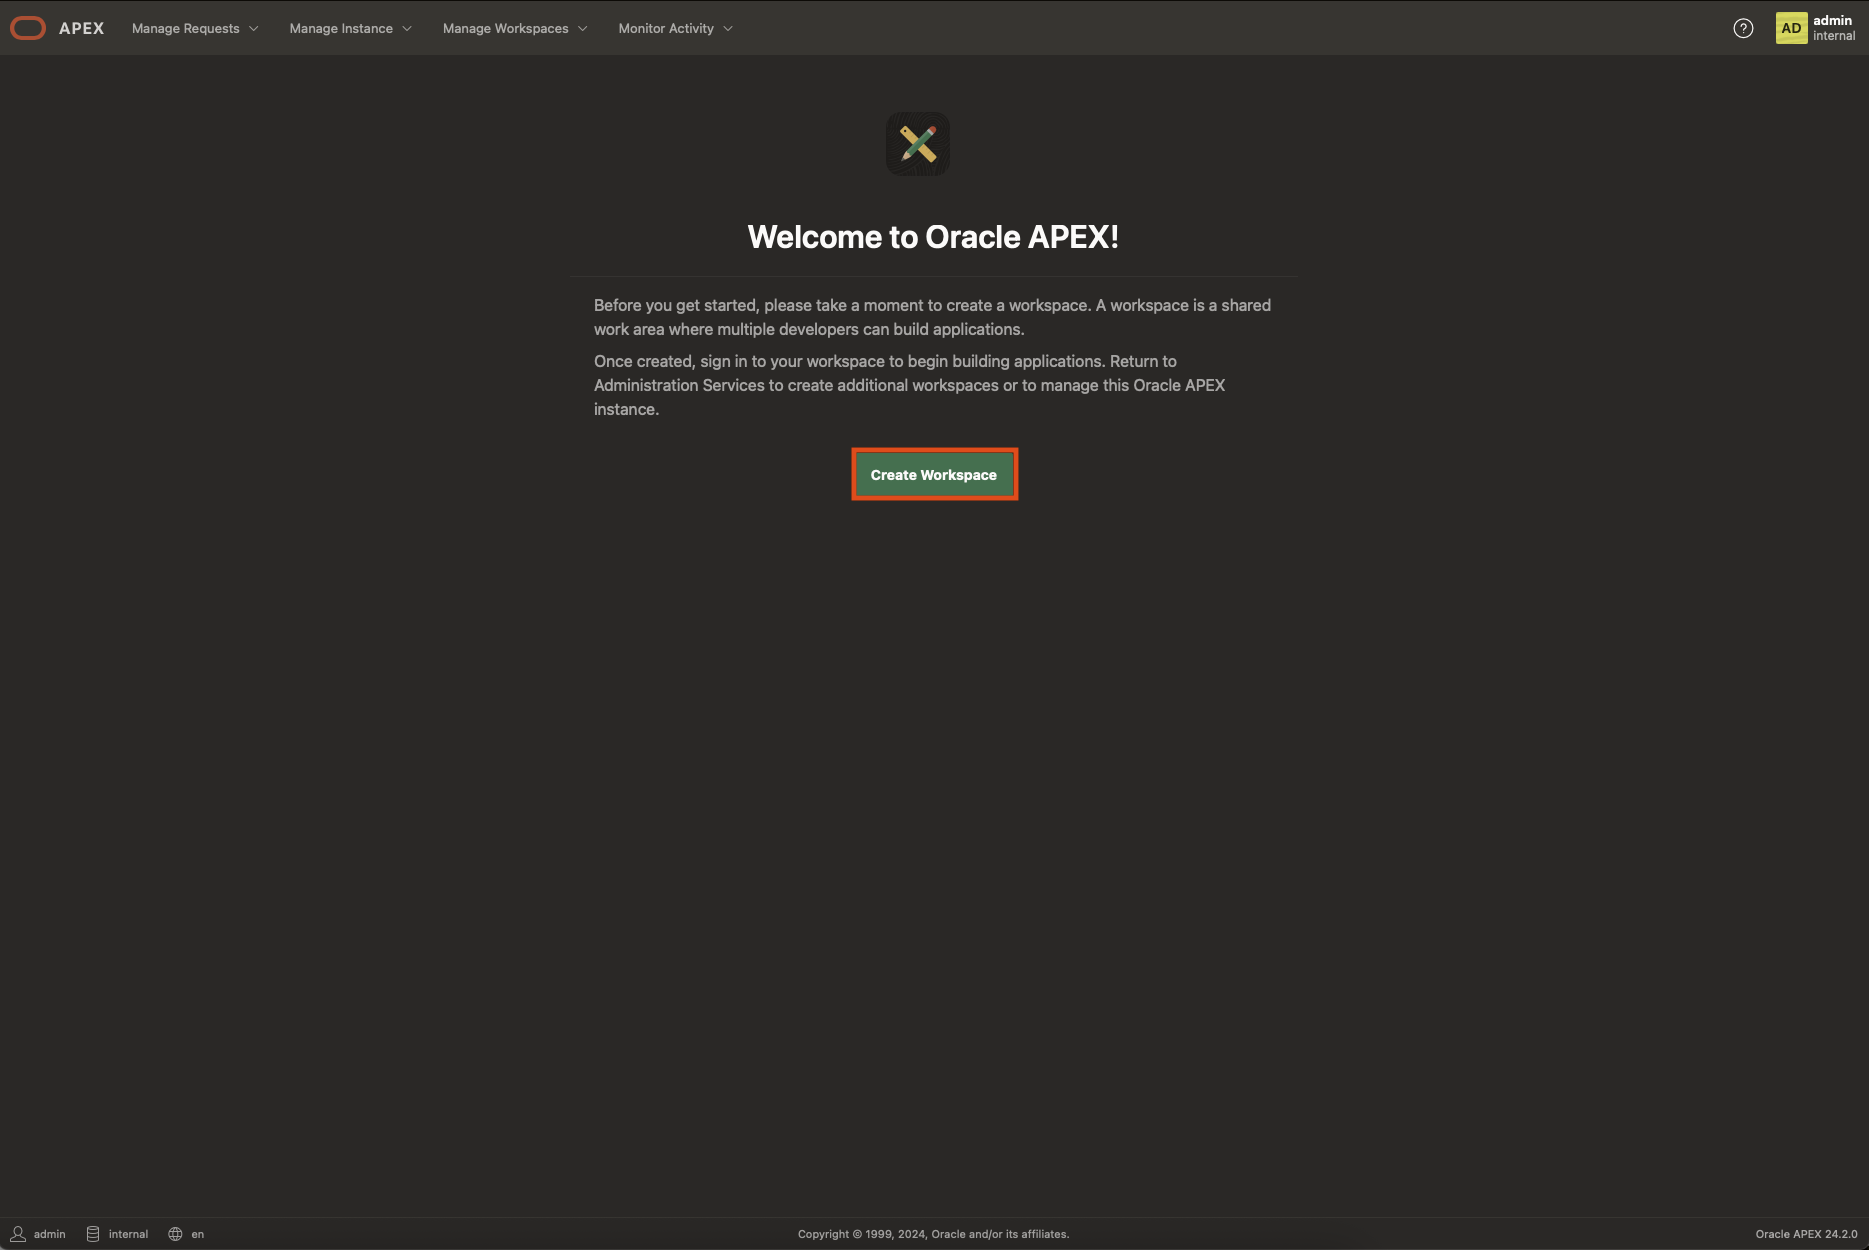 APEX
Manage Requests
Manage Instance
Manage Workspaces
Monitor Activity
?
AD
admin
internal
Welcome to Oracle APEX!
Before you get started, please take a moment to create a workspace. A workspace is a shared
work area where multiple developers can build applications.
Once created, sign in to your workspace to begin building applications. Return to
Administration Services to create additional workspaces or to manage this Oracle APEX
instance.
Create Workspace
admin
internal
en
Copyright © 1999, 2024, Oracle and/or its affiliates.
Oracle APEX 24.2.0